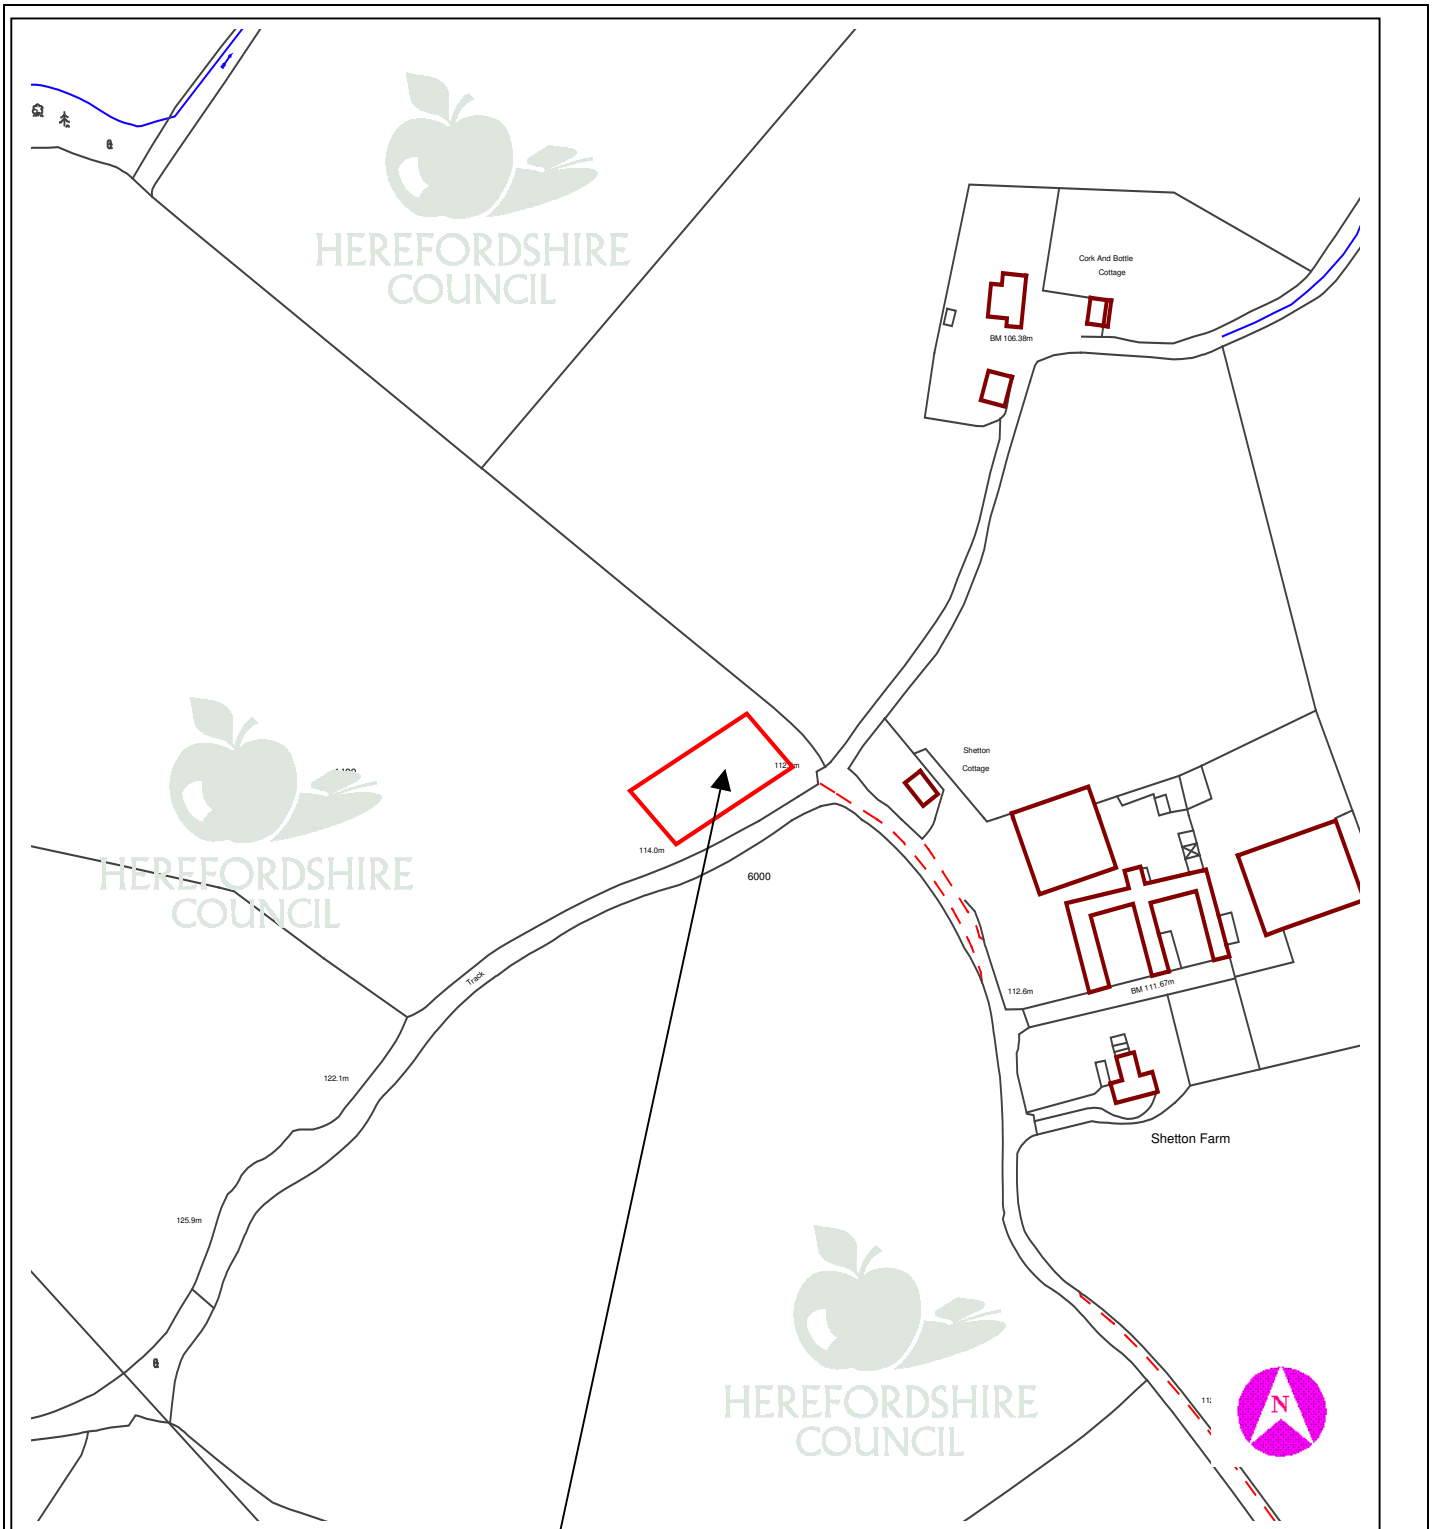 HEREFORDSHIRE
COUNCIL
Cork And Bottle
Cottage
BM 106.38m
Shetton
Cottage
HEREFORDSHIRE
COUNCIL
114.0m
6000
Track
112.6m
BM 111.67m
122.1m
Shetton Farm
125.9m
HEREFORDSHIRE
COUNCIL
N